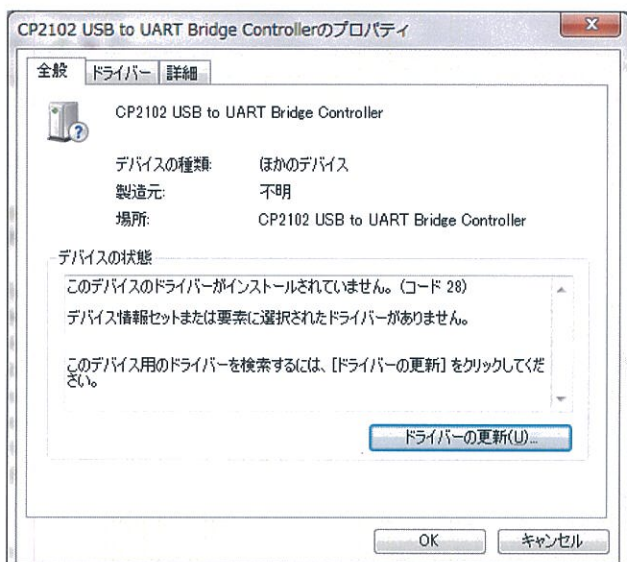 CP2102 USB to UART Bridge Controllerのプロパティ
全般
ドライバー
詳細
CP2102 USB to UART Bridge Controller
デバイスの種類:
ほかのデバイス
製造元:
不明
場所:
CP2102 USB to UART Bridge Controller
デバイスの状態
このデバイスのドライバーがインストールされていません。(コード 28)
デバイス情報セットまたは要素に選択されたドライバーがありません。
このデバイス用のドライバーを検索するには、[ドライバーの更新] をクリックしてくだ
さい。
ドライバーの更新(U)...
OK
キャンセル